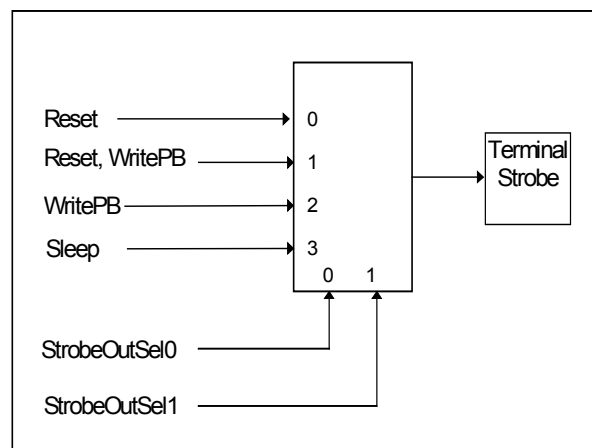 Reset
0
Reset, WritePB
1
WritePB
2
Sleep
3
0 1
Terminal
Strobe
StrobeOutSel0
StrobeOutSel1